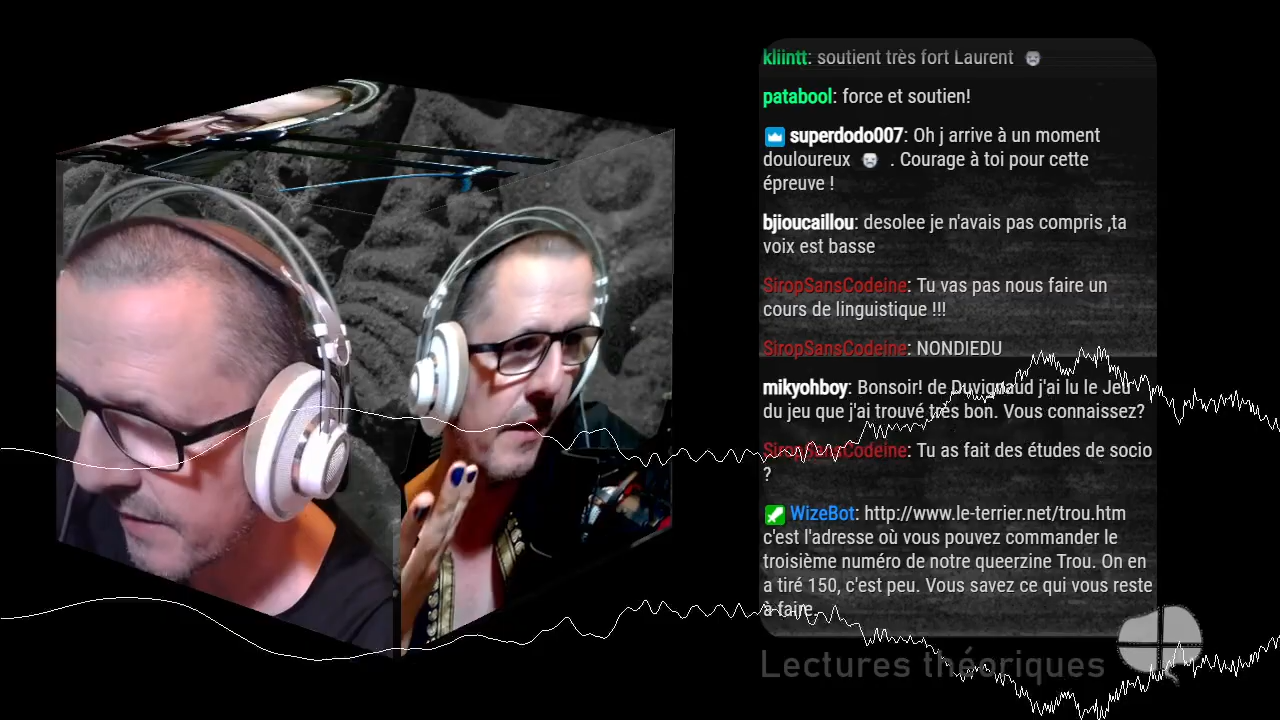 kliintt: soutient très fort Laurent
patabool: force et soutien!
superdodo007: Oh j arrive à un moment
douloureux . Courage à toi pour cette
épreuve !
bjioucaillou: desolee je n'avais pas compris ,ta
voix est basse
SiropSansCodeine: Tu vas pas nous faire un
cours de linguistique !!!
SiropSansCodeine: NONDIEDU
mikyohboy: Bonsoir! de Duvignaud j'ai lu le Jeu
du jeu que j'ai trouvé très bon. Vous connaissez?
SiropSansCodeine: Tu as fait des études de socio
?
WizeBot: http://www.le-terrier.net/trou.htm
c'est l'adresse où vous pouvez commander le
troisième numéro de notre queerzine Trou. On en
a tiré 150, c'est peu. Vous savez ce qui vous reste
à faire.
Lectures théoriques